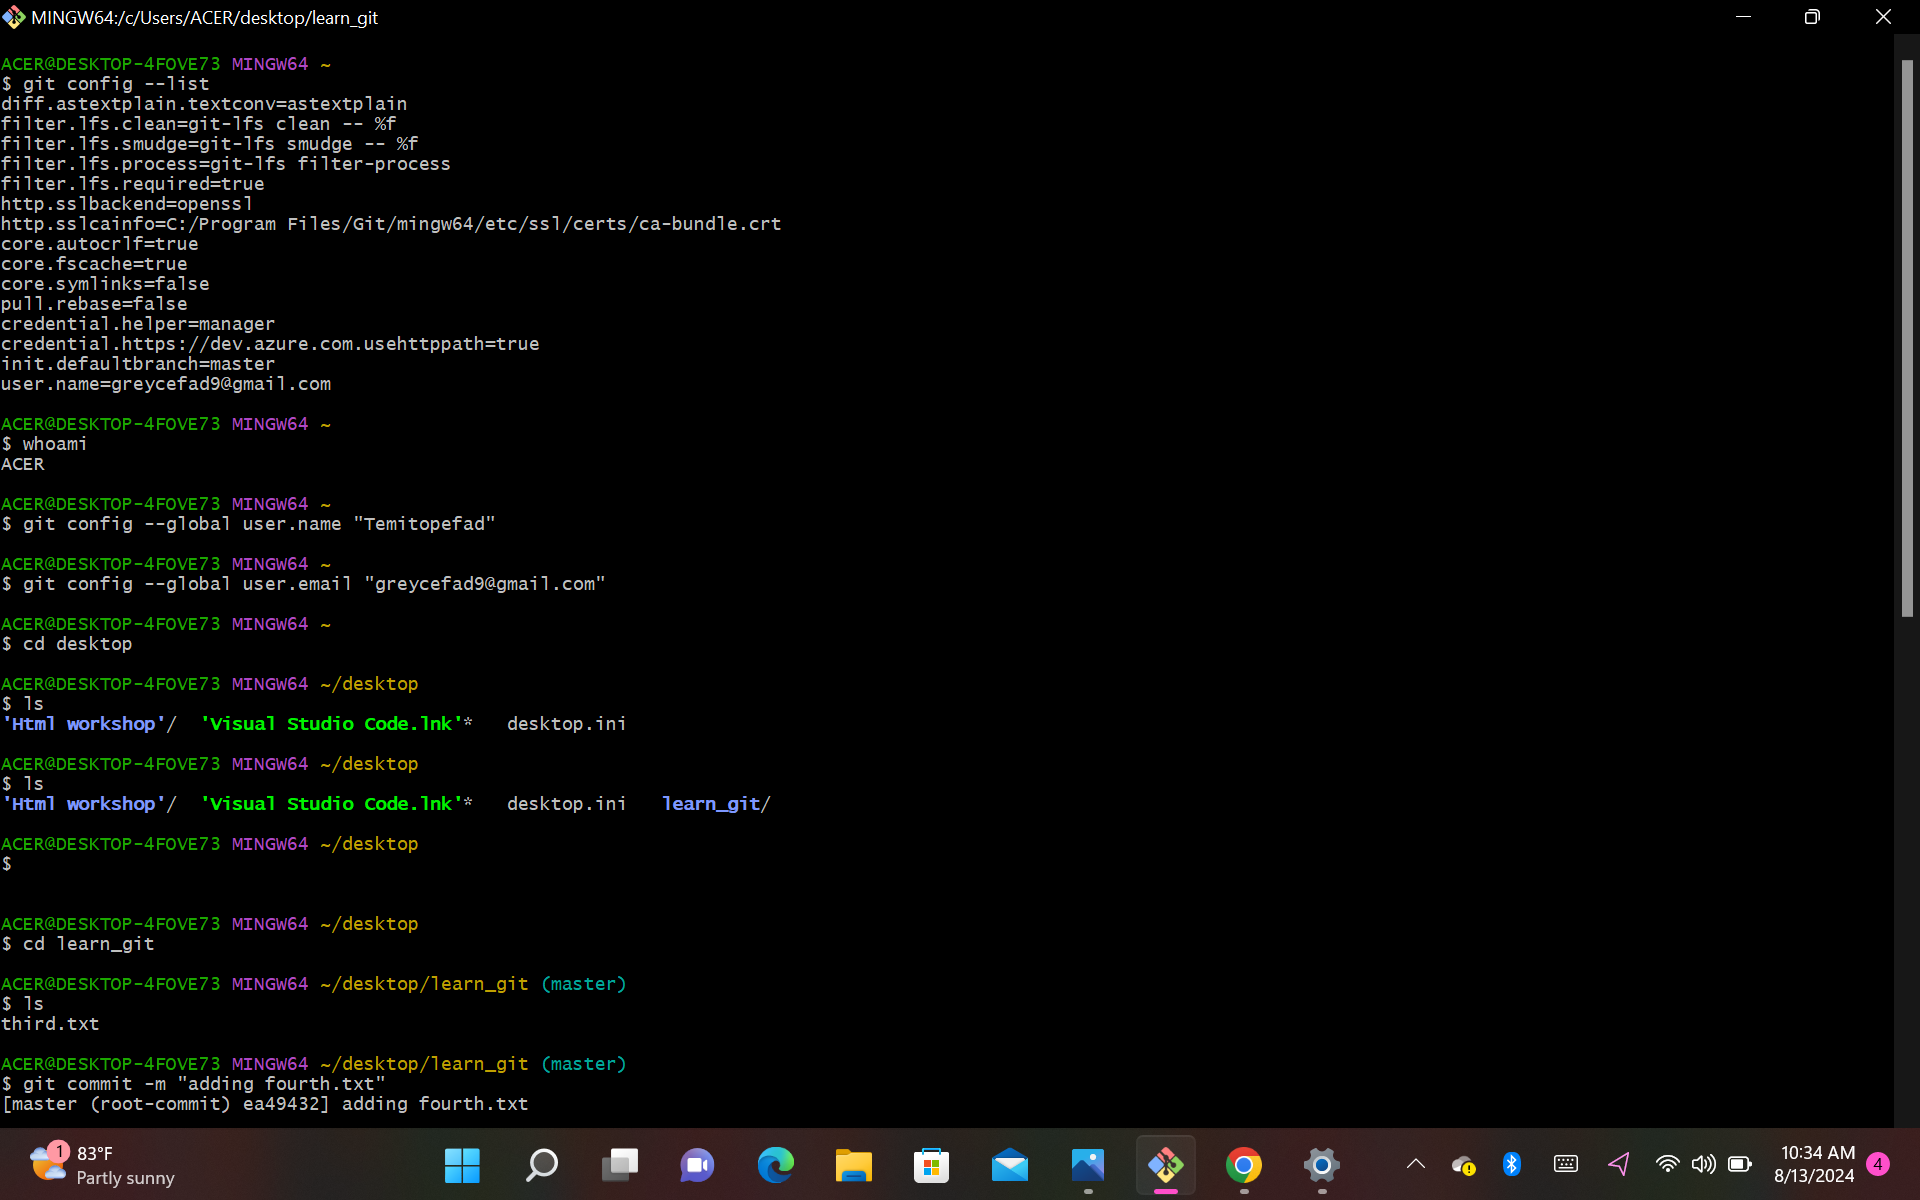 MINGW64:/c/Users/ACER/desktop/learn_git
ACER@DESKTOP-4FOVE73 MINGW64 ~
$ git config --list
diff.astextplain.textconv=astextplain
filter.lfs.clean=git-lfs clean -- %f
filter.lfs.smudge=git-lfs smudge -- %f
filter.lfs.process=git-lfs filter-process
filter.lfs.required=true
http.sslbackend=openssl
http.sslcainfo=C:/Program Files/Git/mingw64/etc/ssl/certs/ca-bundle.crt
core.autocrlf=true
core.fscache=true
core.symlinks=false
pull.rebase=false
credential.helper=manager
credential.https://dev.azure.com.usehttppath=true
init.defaultbranch=master
user.name=greycefad9@gmail.com
ACER@DESKTOP-4FOVE73 MINGW64 ~
$ whoami
ACER
ACER@DESKTOP-4FOVE73 MINGW64 ~
$ git config --global user.name "Temitopefad"
ACER@DESKTOP-4FOVE73 MINGW64 ~
$ git config --global user.email "greycefad9@gmail.com"
ACER@DESKTOP-4FOVE73 MINGW64 ~
$ cd desktop
ACER@DESKTOP-4FOVE73 MINGW64 ~/desktop
$ ls
'Html workshop'/  'Visual Studio Code.lnk'*   desktop.ini
ACER@DESKTOP-4FOVE73 MINGW64 ~/desktop
$ ls
'Html workshop'/  'Visual Studio Code.lnk'*   desktop.ini   learn_git/
ACER@DESKTOP-4FOVE73 MINGW64 ~/desktop
$
ACER@DESKTOP-4FOVE73 MINGW64 ~/desktop
$ cd learn_git
ACER@DESKTOP-4FOVE73 MINGW64 ~/desktop/learn_git (master)
$ ls
third.txt
ACER@DESKTOP-4FOVE73 MINGW64 ~/desktop/learn_git (master)
$ git commit -m "adding fourth.txt"
[master (root-commit) ea49432] adding fourth.txt
1
83°F
Partly sunny
10:34 AM
8/13/2024
4